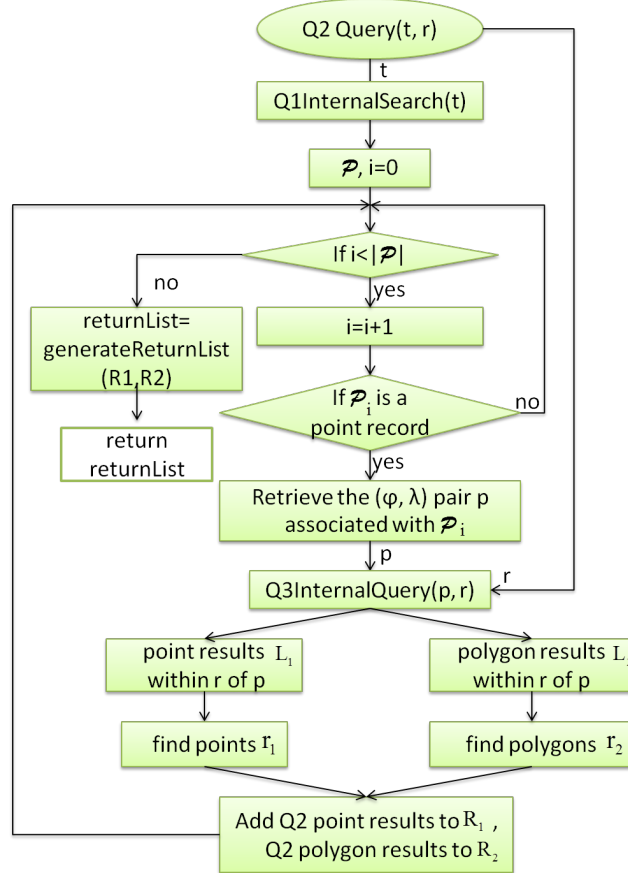 Q2 Query(t, r)
t
Q1InternalSearch(t)
𝓟, i=0
If i<|𝓟|
no
yes
returnList=
generateReturnList
(R1,R2)
i=i+1
return
returnList
If 𝓟i is a
point record
no
yes
Retrieve the (φ, λ) pair p
associated with 𝓟i
p
r
Q3InternalQuery(p, r)
point results L1
within r of p
polygon results L
within r of p
find points r1
find polygons r2
Add Q2 point results to R1 ,
Q2 polygon results to R2